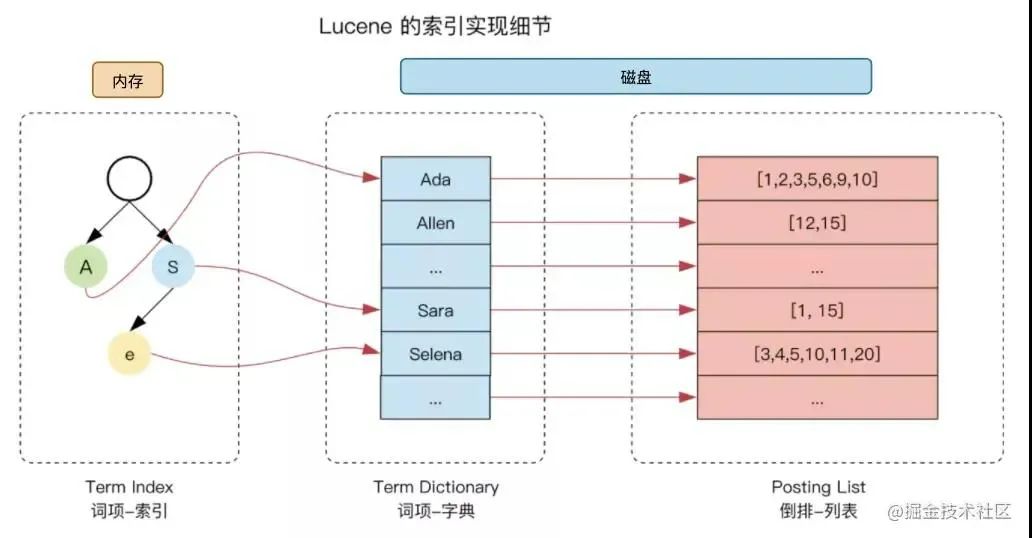 Lucene 的索引实现细节
内存
磁盘
A
S
e
Ada
Allen
...
Sara
Selena
...
[1,2,3,5,6,9,10]
[12,15]
...
[1, 15]
[3,4,5,10,11,20]
...
Term Index
词项-索引
Term Dictionary
词项-字典
Posting List
倒排-列表
@掘金技术社区